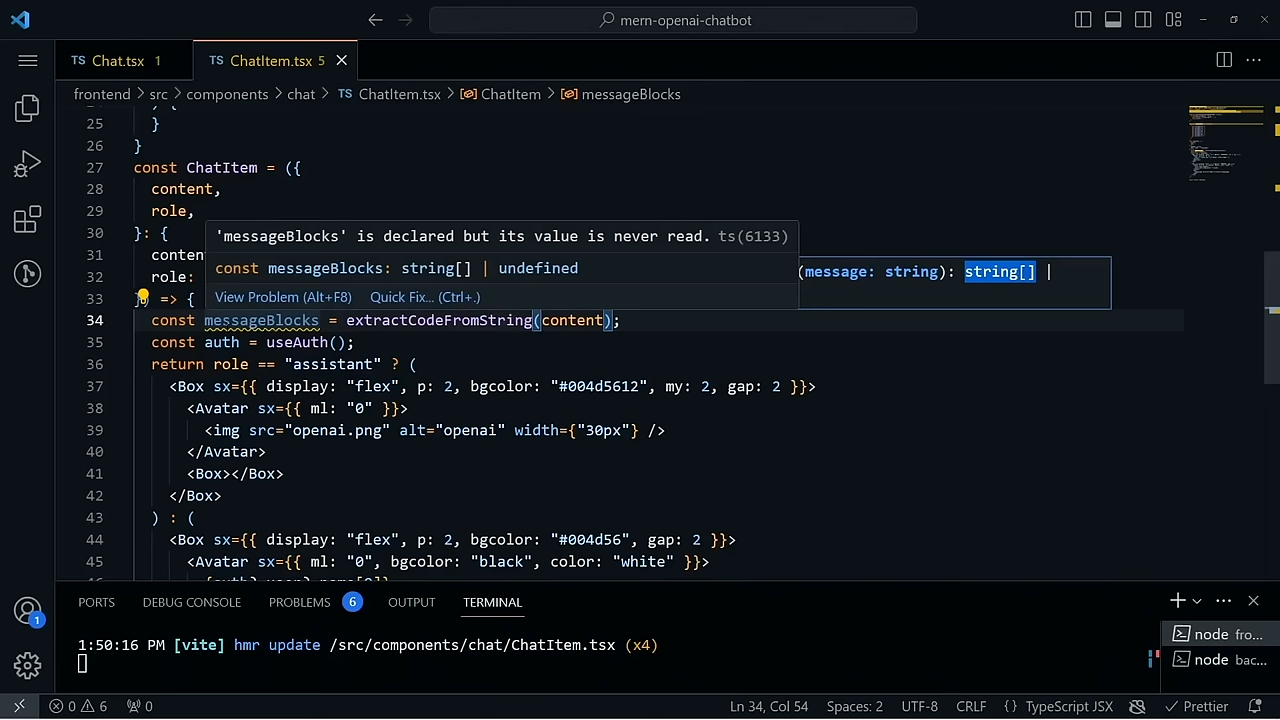 mern-openai-chatbot
TS Chat.tsx 1
TS ChatItem.tsx 5
frontend > src > components > chat > TS ChatItem.tsx > ChatItem > messageBlocks
25 }
26 }
27 const ChatItem = ({
28 content,
29 role,
30 }: {
'messageBlocks' is declared but its value is never read. ts(6133)
31 conten
const messageBlocks: string[] | undefined
(message: string): string[] |
32 role:
View Problem (Alt+F8) Quick Fix... (Ctrl+.)
33 }) => {
34 const messageBlocks = extractCodeFromString(content);
35 const auth = useAuth();
36 return role == "assistant" ? (
37 <Box sx={{ display: "flex", p: 2, bgcolor: "#004d5612", my: 2, gap: 2 }}>
38 <Avatar sx={{ ml: "0" }}>
39 <img src="openai.png" alt="openai" width={"30px"} />
40 </Avatar>
41 <Box></Box>
42 </Box>
43 ) : (
44 <Box sx={{ display: "flex", p: 2, bgcolor: "#004d56", gap: 2 }}>
45 <Avatar sx={{ ml: "0", bgcolor: "black", color: "white" }}>
PORTS DEBUG CONSOLE PROBLEMS 6 OUTPUT TERMINAL
1:50:16 PM [vite] hmr update /src/components/chat/ChatItem.tsx (x4)
node fro...
node bac...
1
0 6 0 Ln 34, Col 54 Spaces: 2 UTF-8 CRLF {} TypeScript JSX Prettier